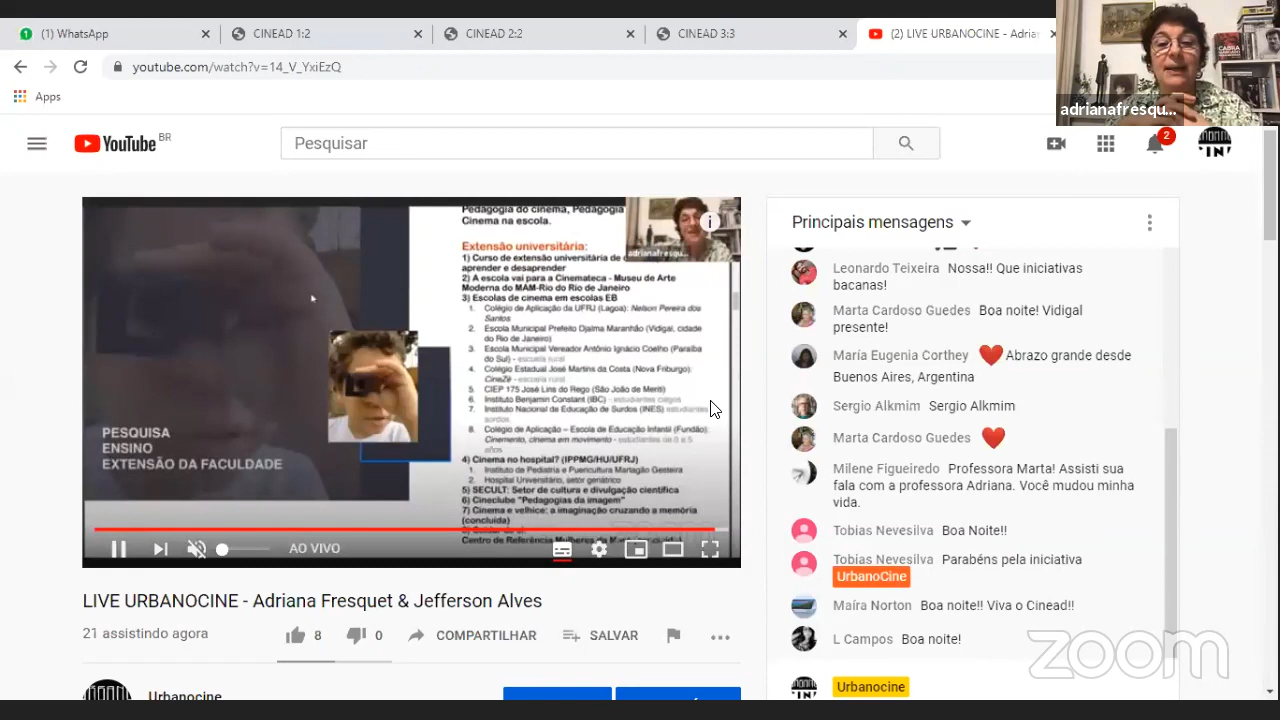 (1) WhatsApp
CINEAD 1:2
CINEAD 2:2
CINEAD 3:3
(2) LIVE URBANOCINE - Adria
youtube.com/watch?v=14_V_YxiEzQ
Apps
adrianafresqu...
YouTube BR
Pesquisar
2
Pedagogia do cinema, Pedagogia
Cinema na escola.
Extensão universitária:
1) Curso de extensão universitária de
aprender e desaprender
2) A escola vai para a Cinemateca - Museu de Arte
Moderna do MAM-Rio do Rio de Janeiro
3) Escolas de cinema em escolas EB
1. Colégio de Aplicação da UFRJ (Lagoa): Nelson Pereira dos
Santos
2. Escola Municipal Prefeito Djalma Maranhão (Vidigal, cidade
do Rio de Janeiro)
3. Escola Municipal Vereador Antônio Ignácio Coelho (Paraíba
do Sul) - escuela rural
4. Colégio Estadual José Martins da Costa (Nova Friburgo):
CineZé - escuela rural
5. CIEP 175 José Lins do Rego (São João de Meriti)
6. Instituto Benjamin Constant (IBC) - estudiantes ciegos
7. Instituto Nacional de Educação de Surdos (INES) estudiantes
sordos
8. Colégio de Aplicação – Escola de Educação Infantil (Fundão):
Cinemento, cinema em movimento - estudiantes de 0 a 5
años
4) Cinema no hospital? (IPPMG/HU/UFRJ)
1. Instituto de Pediatria e Puericultura Martagão Gesteira
2. Hospital Universitário, setor geriátrico
5) SECULT: Setor de cultura e divulgação científica
6) Cineclube "Pedagogias da imagem"
7) Cinema e velhice: a imaginação cruzando a memória
(concluída)
Centro de Referência Mulheres da
adrianafresqu...
PESQUISA
ENSINO
EXTENSÃO DA FACULDADE
AO VIVO
LIVE URBANOCINE - Adriana Fresquet & Jefferson Alves
21 assistindo agora
8
0
COMPARTILHAR
SALVAR
Urbanocine
Principais mensagens
Leonardo Teixeira Nossa!! Que iniciativas
bacanas!
Marta Cardoso Guedes Boa noite! Vidigal
presente!
María Eugenia Corthey ❤️Abrazo grande desde
Buenos Aires, Argentina
Sergio Alkmim Sergio Alkmim
Marta Cardoso Guedes ❤️
Milene Figueiredo Professora Marta! Assisti sua
fala com a professora Adriana. Você mudou minha
vida.
Tobias Nevesilva Boa Noite!!
Tobias Nevesilva Parabéns pela iniciativa
UrbanoCine
Maíra Norton Boa noite!! Viva o Cinead!!
L Campos Boa noite!
Urbanocine
zoom